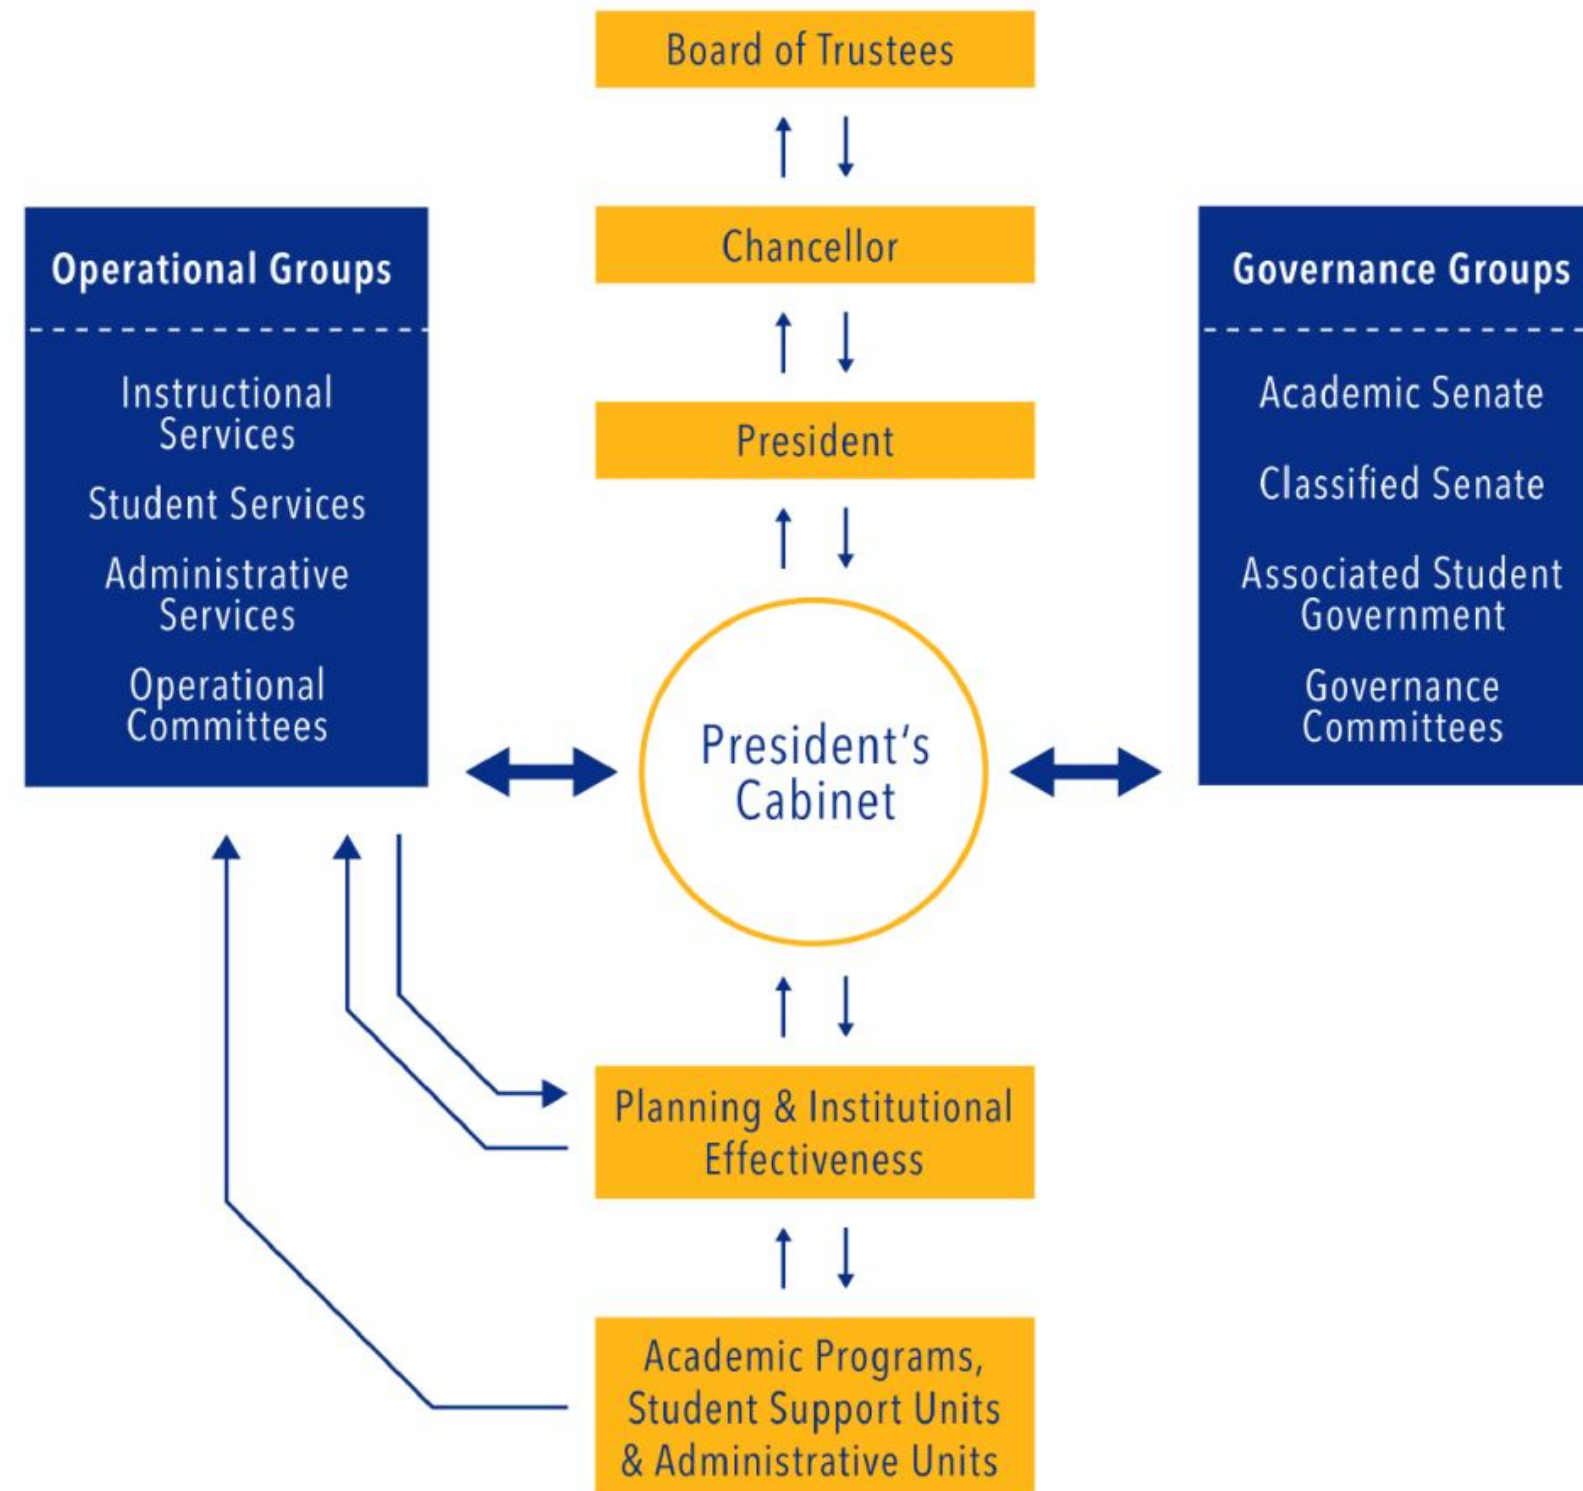 Board of Trustees
Chancellor
President
Operational Groups
Instructional
Services
Student Services
Administrative
Services
Operational
Committees
President‘s
Cabinet
Governance Groups
Academic Senate
Classified Senate
Associated Student
Government
Governance
Committees
Planning & Institutional
Effectiveness
Academic Programs,
Student Support Units
& Administrative Units